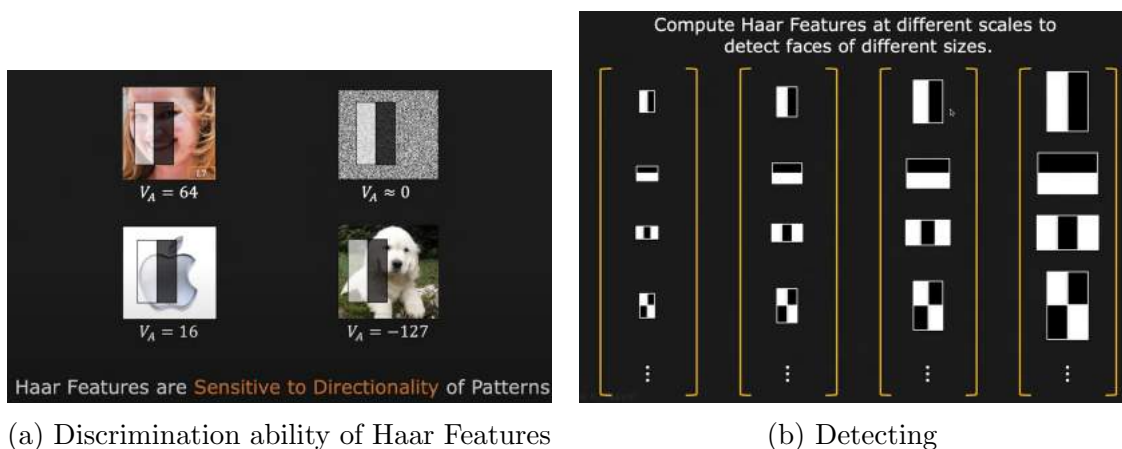 Compute Haar Features at different scales to
detect faces of different sizes.
V_A = 64
V_A ≈ 0
V_A = 16
V_A = −127
Haar Features are Sensitive to Directionality of Patterns
(a) Discrimination ability of Haar Features
(b) Detecting